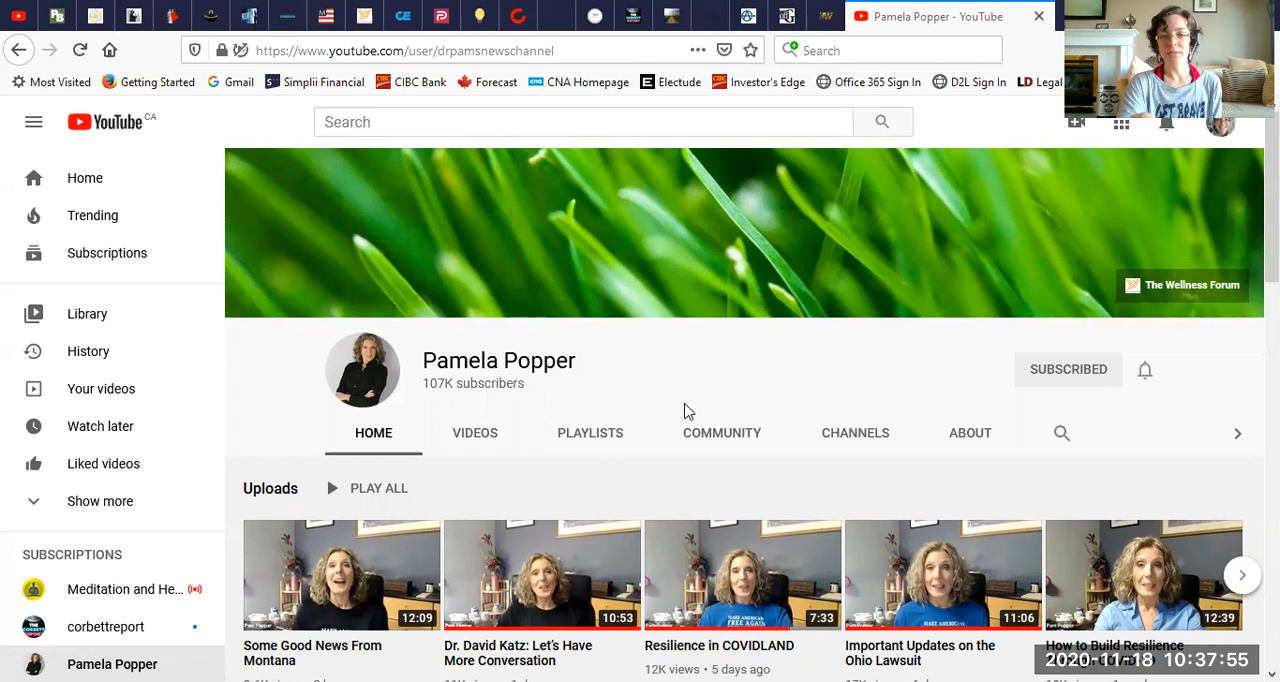 Pamela Popper - YouTube
https://www.youtube.com/user/drpamsnewschannel
Search
Most Visited Getting Started Gmail Simplii Financial CIBC Bank Forecast CNA Homepage Electude Investor's Edge Office 365 Sign In D2L Sign In LD Legal
GET BRAVE
YouTube CA
Search
Home
Trending
Subscriptions
Library
History
Your videos
Watch later
Liked videos
Show more
SUBSCRIPTIONS
Meditation and He...
corbettreport
Pamela Popper
The Wellness Forum
Pamela Popper
107K subscribers
SUBSCRIBED
HOME VIDEOS PLAYLISTS COMMUNITY CHANNELS ABOUT
Uploads PLAY ALL
12:09 10:53 7:33 11:06 12:39
Some Good News From
Montana
Dr. David Katz: Let's Have
More Conversation
Resilience in COVIDLAND
12K views • 5 days ago
Important Updates on the
Ohio Lawsuit
How to Build Resilience
2020-11-18 10:37:55